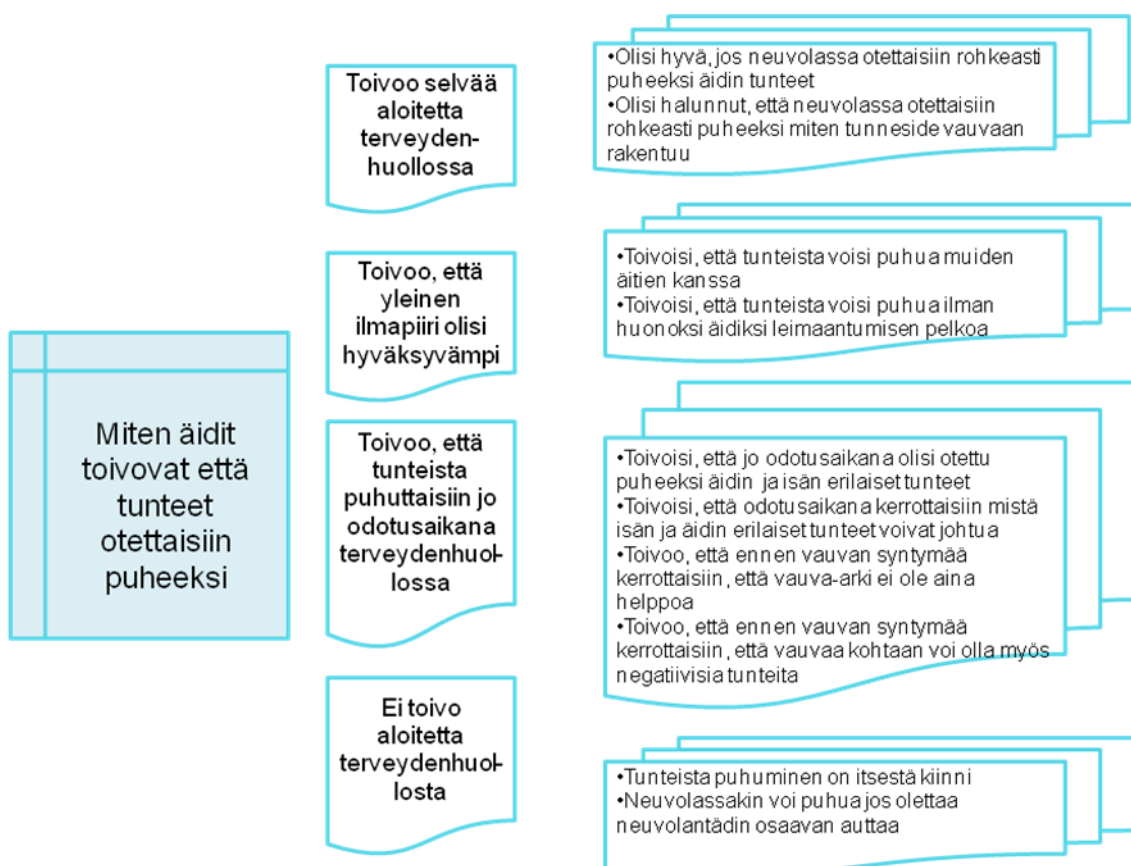 Toivoo selvää
aloitetta
terveyden-
huollossa
•Olisi hyvä, jos neuvolassa otettaisiin rohkeasti
puheeksi äidin tunteet
•Olisi halunnut, että neuvolassa otettaisiin
rohkeasti puheeksi miten tunneside vauvaan
rakentuu
Toivoo, että
yleinen
ilmapiiri olisi
hyväksyvämpi
•Toivoisi, että tunteista voisi puhua muiden
äitien kanssa
•Toivoisi, että tunteista voisi puhua ilman
huonoksi äidiksi leimaantumisen pelkoa
Miten äidit
toivovat että
tunteet
otettaisiin
puheeksi
Toivoo, että
tunteista
puhuttaisiin jo
odotusaikana
terveydenhuol-
lossa
•Toivoisi, että jo odotusaikana olisi otettu
puheeksi äidin ja isän erilaiset tunteet
•Toivoisi, että odotusaikana kerrottaisiin mistä
isän ja äidin erilaiset tunteet voivat johtua
•Toivoo, että ennen vauvan syntymää
kerrottaisiin, että vauva-arki ei ole aina
helppoa
•Toivoo, että ennen vauvan syntymää
kerrottaisiin, että vauvaa kohtaan voi olla myös
negatiivisia tunteita
Ei toivo
aloitetta
terveydenhuol-
losta
•Tunteista puhuminen on itsestä kiinni
•Neuvolassakin voi puhua jos olettaa
neuvolantädin osaavan auttaa